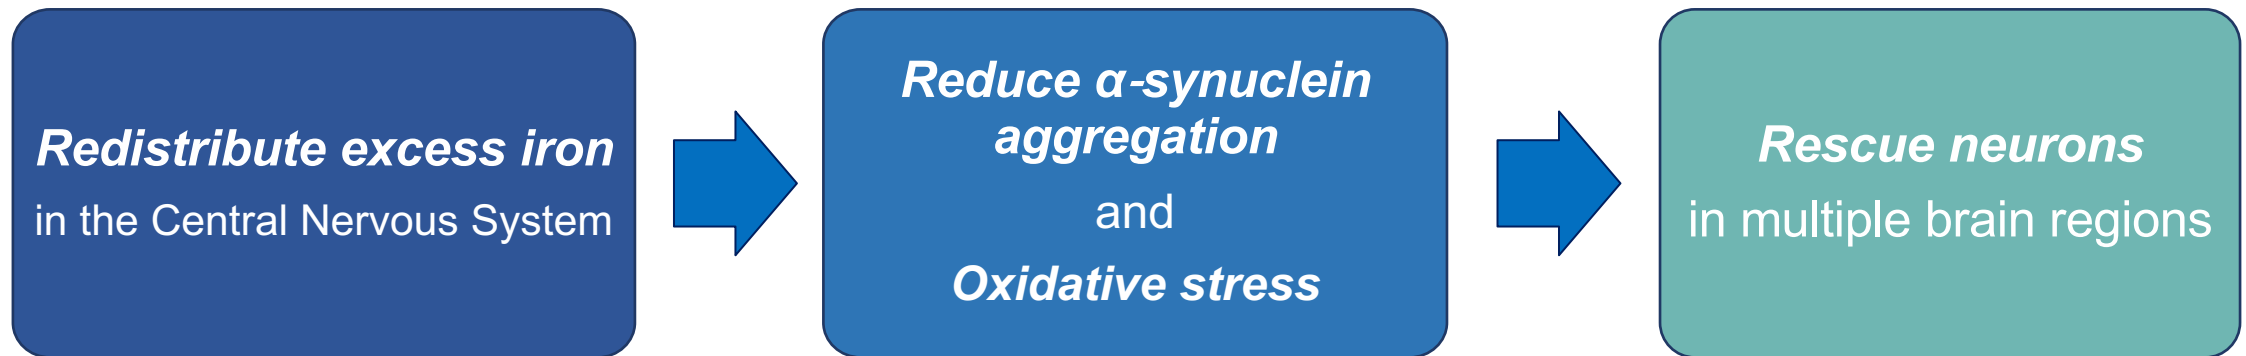 Redistribute excess iron
in the Central Nervous System
Reduce α-synuclein
aggregation
and
Oxidative stress
Rescue neurons
in multiple brain regions